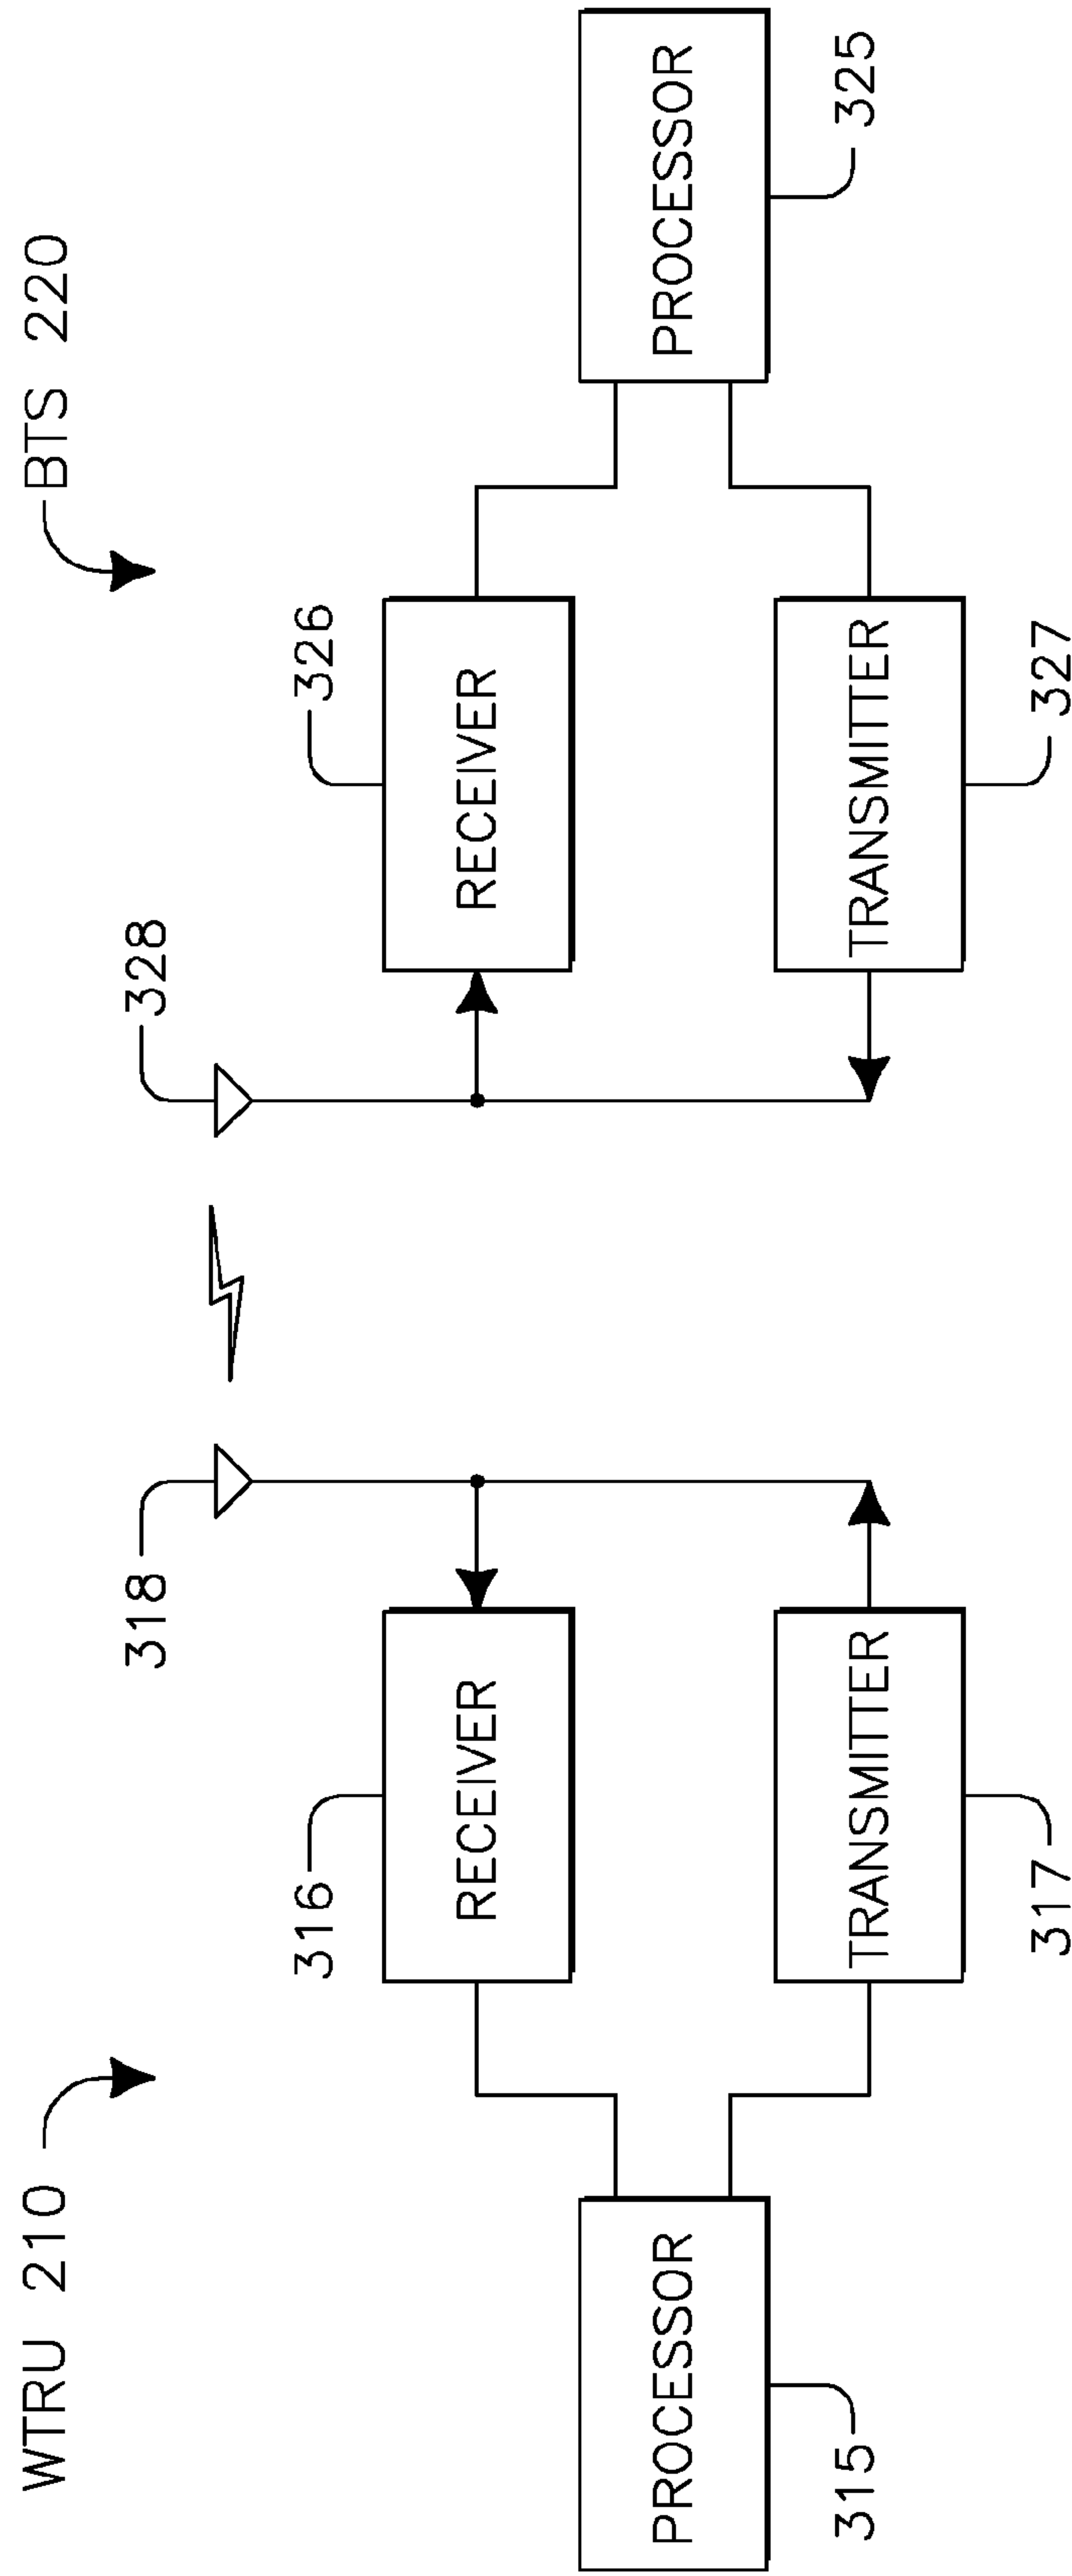 WTRU 210
BTS 220
318
328
316
326
RECEIVER
RECEIVER
PROCESSOR
PROCESSOR
315
325
TRANSMITTER
TRANSMITTER
317
327